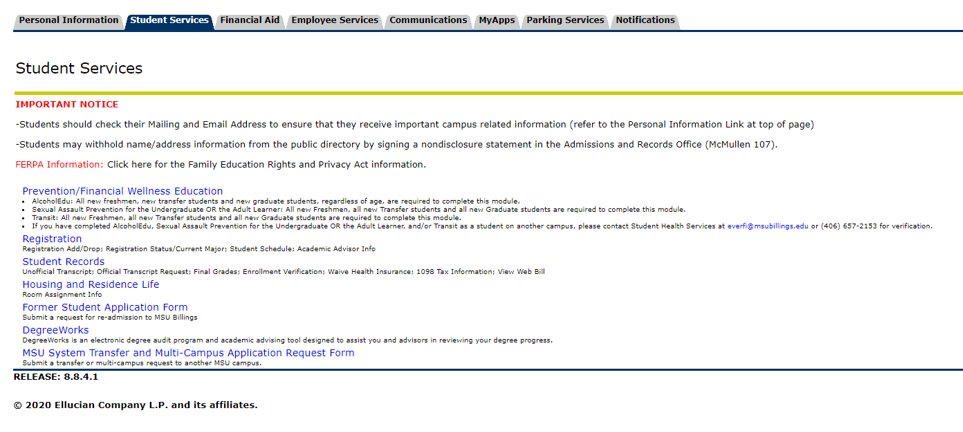 Personal Information Student Services Financial Aid Employee Services Communications MyApps Parking Services Notifications
Student Services
IMPORTANT NOTICE
-Students should check their Mailing and Email Address to ensure that they receive important campus related information (refer to the Personal Information Link at top of page)
-Students may withhold name/address information from the public directory by signing a nondisclosure statement in the Admissions and Records Office (McMullen 107).
FERPA Information: Click here for the Family Education Rights and Privacy Act information.
Prevention/Financial Wellness Education
• AlcoholEdu: All new freshmen, new transfer students and new graduate students, regardless of age, are required to complete this module.
• Sexual Assault Prevention for the Undergraduate OR the Adult Learner: All new Freshmen, all new Transfer students and all new Graduate students are required to complete this module.
• Transit: All new Freshmen, all new Transfer students and all new Graduate students are required to complete this module.
• If you have completed AlcoholEdu, Sexual Assault Prevention for the Undergraduate OR the Adult Learner, and/or Transit as a student on another campus, please contact Student Health Services at everfi@msubillings.edu or (406) 657-2153 for verification.
Registration
Registration Add/Drop; Registration Status/Current Major; Student Schedule; Academic Advisor Info
Student Records
Unofficial Transcript; Official Transcript Request; Final Grades; Enrollment Verification; Waive Health Insurance; 1098 Tax Information; View Web Bill
Housing and Residence Life
Room Assignment Info
Former Student Application Form
Submit a request for re-admission to MSU Billings
DegreeWorks
DegreeWorks is an electronic degree audit program and academic advising tool designed to assist you and advisors in reviewing your degree progress.
MSU System Transfer and Multi-Campus Application Request Form
Submit a transfer or multi-campus request to another MSU campus.
RELEASE: 8.8.4.1
© 2020 Ellucian Company L.P. and its affiliates.